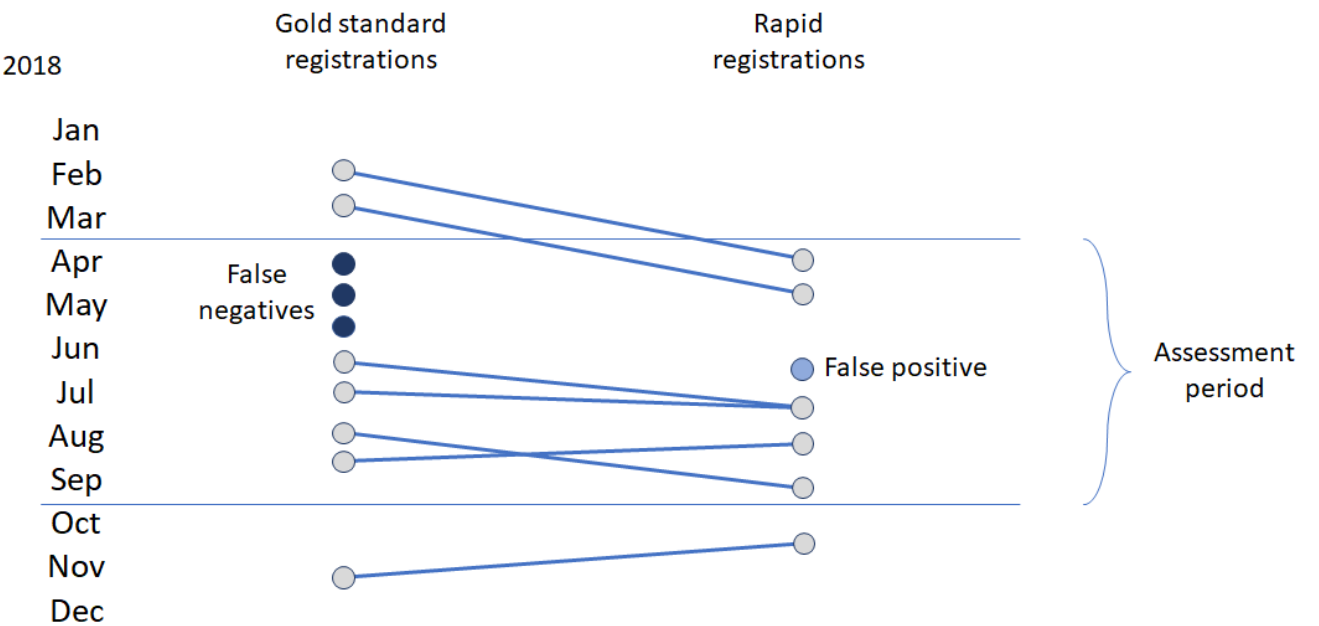 Gold standard
registrations
Rapid
registrations
2018
Jan
Feb
Mar
Apr
May
Jun
Jul
Aug
Sep
Oct
Nov
Dec
False
negatives
False positive
Assessment
period